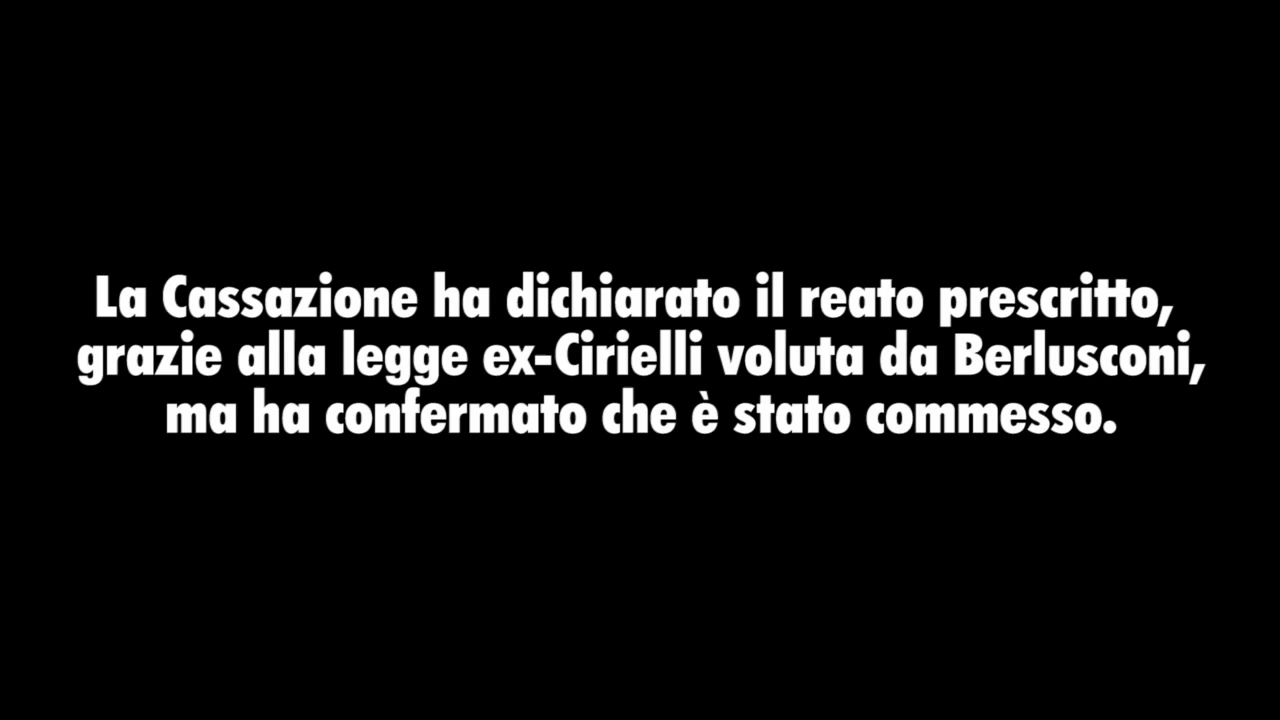 La Cassazione ha dichiarato il reato prescritto,
grazie alla legge ex-Cirielli voluta da Berlusconi,
ma ha confermato che è stato commesso.